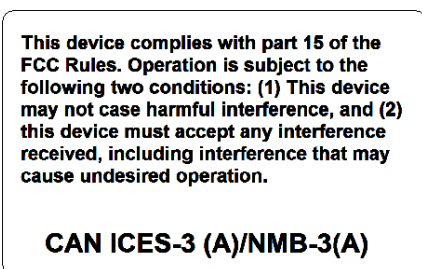 This device complies with part 15 of the
FCC Rules. Operation is subject to the
following two conditions: (1) This device
may not case harmful interference, and (2)
this device must accept any interference
received, including interference that may
cause undesired operation.
CAN ICES-3 (A)/NMB-3(A)